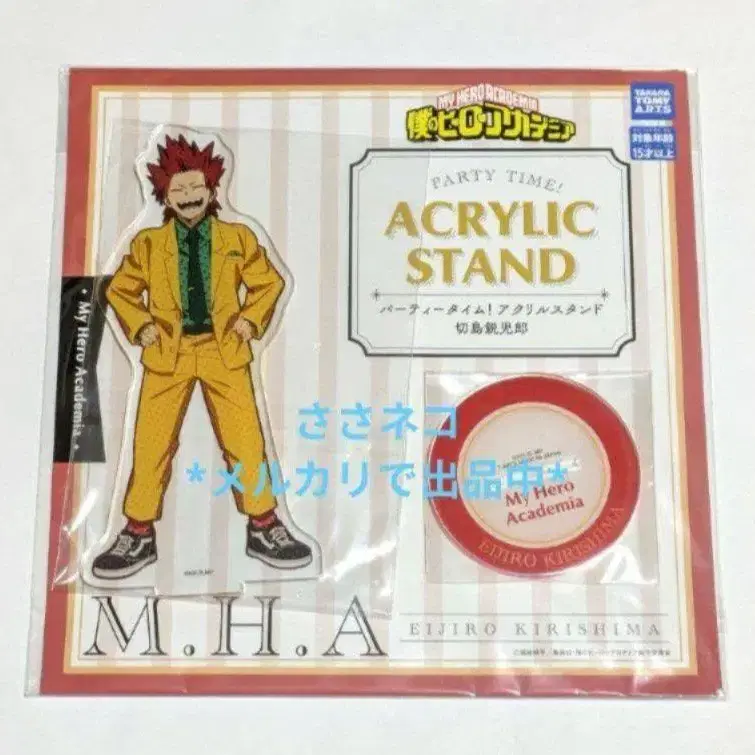 MY HERO ACADEMIA
僕のヒーローアカデミア
TAKARA
TOMY
ARTS
対象年齢
15才以上
PARTY TIME!
ACRYLIC
STAND
パーティータイム! アクリルスタンド
切島鋭児郎
・My Hero Academia・
ささネコ
*メルカリで出品中*
My Hero
Academia
EIJIRO KIRISHIMA
M.H.A
EIJIRO KIRISHIMA